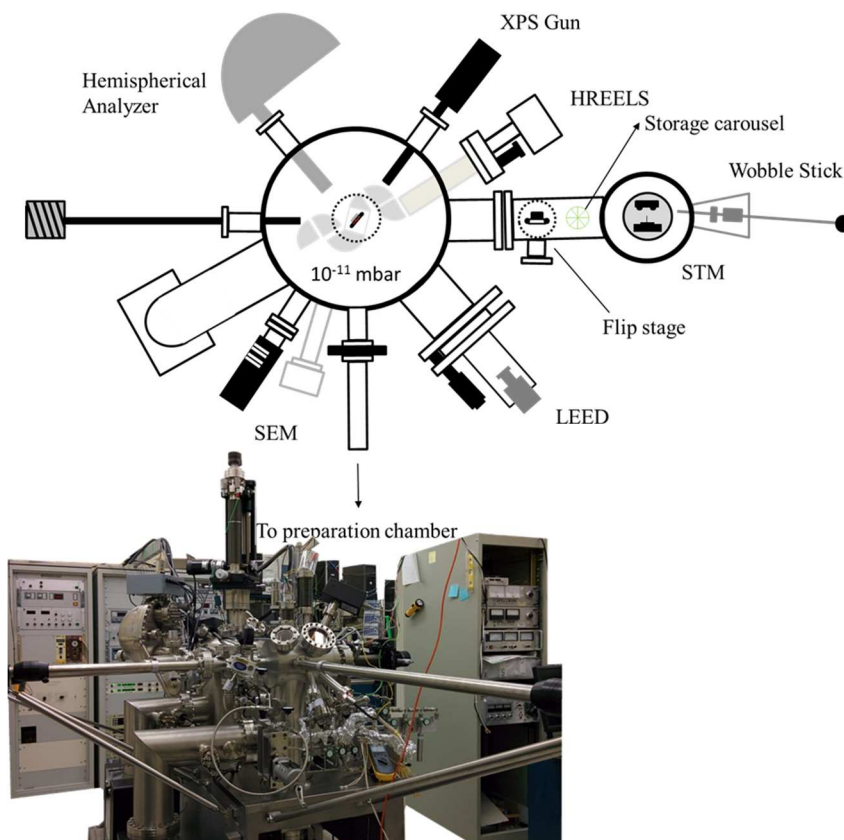 XPS Gun
Hemispherical
Analyzer
HREELS
Storage carousel
Wobble Stick
10-11 mbar
STM
Flip stage
SEM
LEED
To preparation chamber